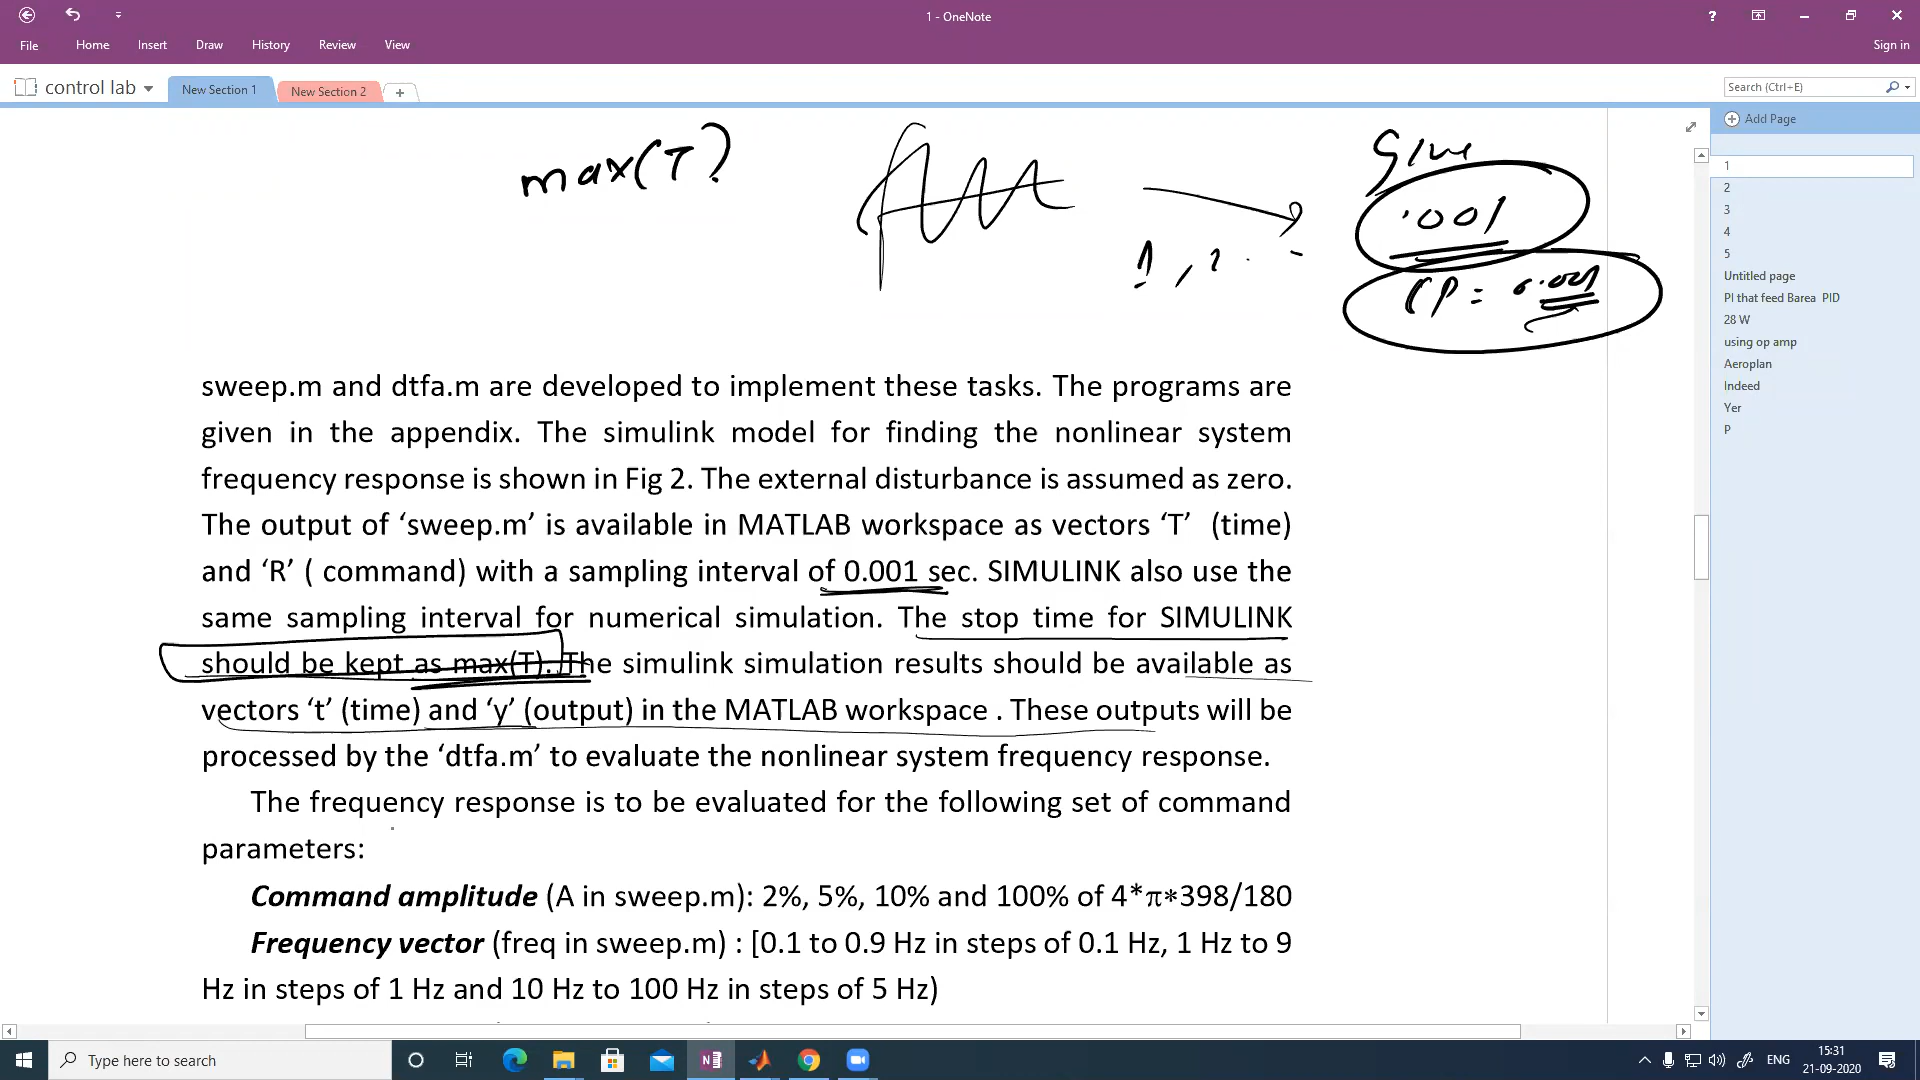 1 - OneNote
?
File Home Insert Draw History Review View
Sign in
control lab
New Section 1
New Section 2
+
Search (Ctrl+E)
Add Page
1
2
3
4
5
Untitled page
PI that feed Barea PID
28 W
using op amp
Aeroplan
Indeed
Yer
P
max(T?
.001
sweep.m and dtfa.m are developed to implement these tasks. The programs are
given in the appendix. The simulink model for finding the nonlinear system
frequency response is shown in Fig 2. The external disturbance is assumed as zero.
The output of ‘sweep.m’ is available in MATLAB workspace as vectors ‘T’ (time)
and ‘R’ ( command) with a sampling interval of 0.001 sec. SIMULINK also use the
same sampling interval for numerical simulation. The stop time for SIMULINK
should be kept as max(T). The simulink simulation results should be available as
vectors ‘t’ (time) and ‘y’ (output) in the MATLAB workspace . These outputs will be
processed by the ‘dtfa.m’ to evaluate the nonlinear system frequency response.
The frequency response is to be evaluated for the following set of command
parameters:
Command amplitude (A in sweep.m): 2%, 5%, 10% and 100% of 4*π*398/180
Frequency vector (freq in sweep.m) : [0.1 to 0.9 Hz in steps of 0.1 Hz, 1 Hz to 9
Hz in steps of 1 Hz and 10 Hz to 100 Hz in steps of 5 Hz)
Type here to search
ENG
15:31
21-09-2020